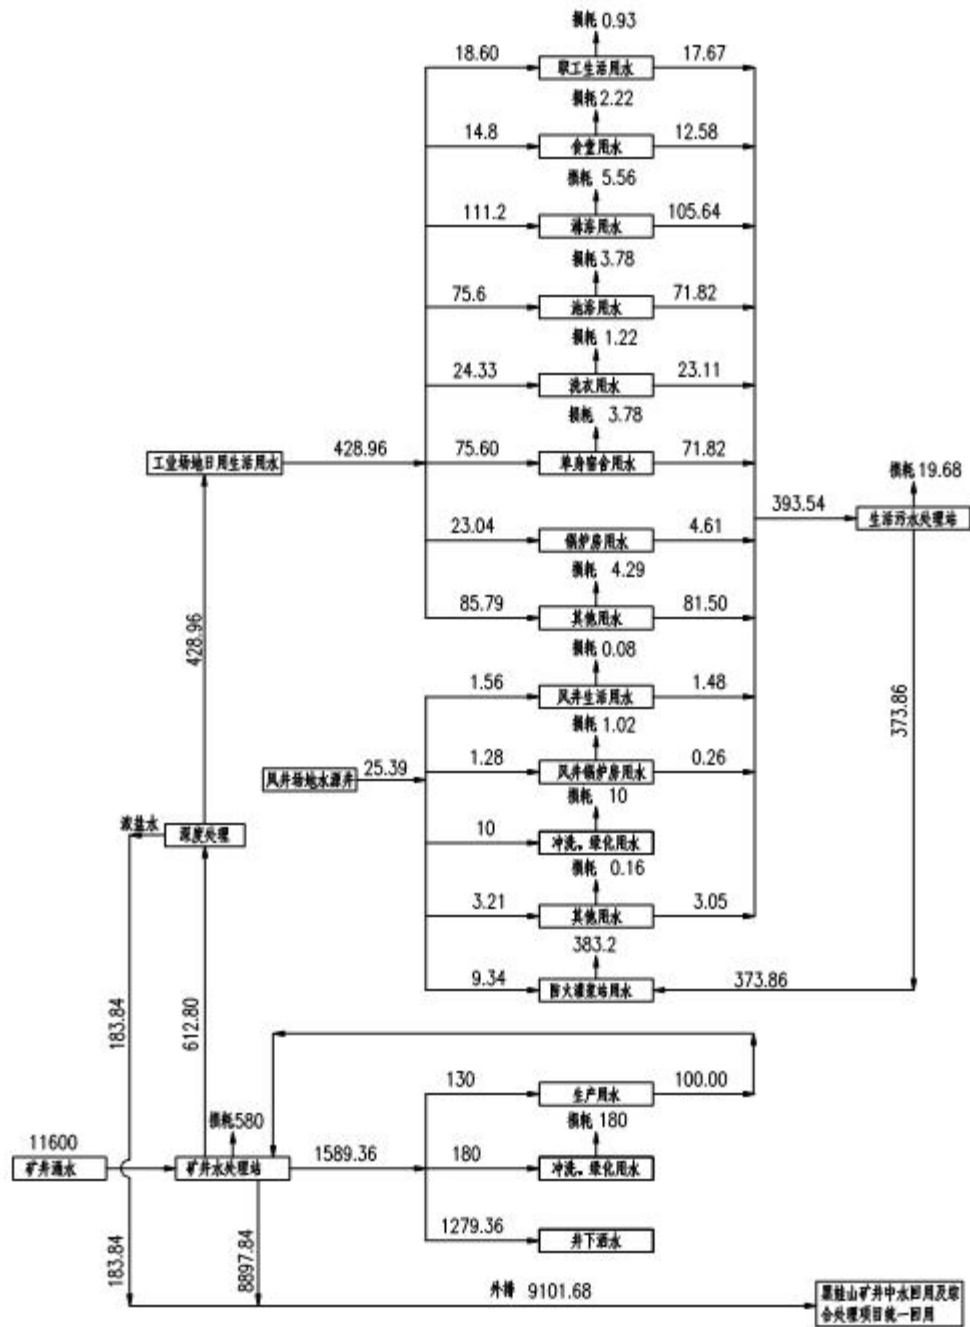 损耗 0.93
18.60
职工生活用水
17.67
损耗 2.22
14.8
食堂用水
12.58
损耗 5.56
111.2
淋浴用水
105.64
损耗 3.78
75.6
池浴用水
71.82
损耗 1.22
24.33
洗衣用水
23.11
损耗 3.78
工业场地日用生活用水
428.96
75.60
单身宿舍用水
71.82
损耗 19.68
393.54
生活污水处理站
23.04
锅炉房用水
4.61
损耗 4.29
85.79
其他用水
81.50
428.96
损耗 0.08
1.56
风井生活用水
1.48
373.86
损耗 1.02
风井场地水源井
25.39
1.28
风井锅炉房用水
0.26
损耗 10
浓盐水
深度处理
10
冲洗、绿化用水
损耗 0.16
3.21
其他用水
3.05
383.2
9.34
防火灌浆站用水
373.86
183.84
612.80
130
生产用水
100.00
损耗 580
损耗 180
11600
矿井涌水
矿井水处理站
1589.36
180
冲洗、绿化用水
1279.36
井下洒水
183.84
8897.84
外排 9101.68
黑蛙山矿井中水回用及综
合处理项目统一回用